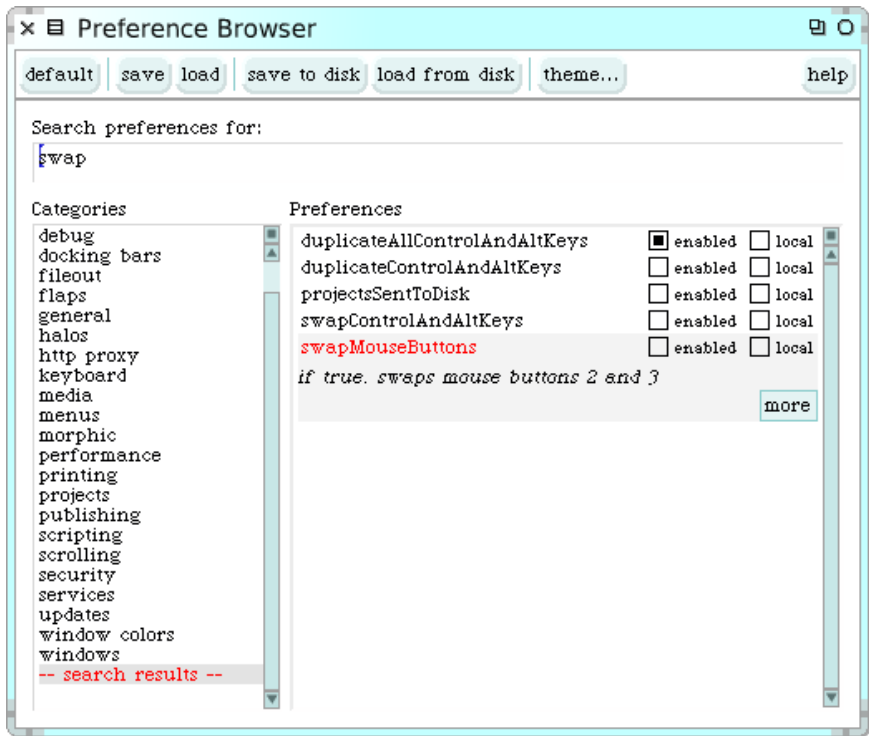 Preference Browser
default save load save to disk load from disk theme... help
Search preferences for:
swap
Categories
debug
docking bars
fileout
flaps
general
halos
http proxy
keyboard
media
menus
morphic
performance
printing
projects
publishing
scripting
scrolling
security
services
updates
window colors
windows
-- search results --
Preferences
duplicateAllControlAndAltKeys enabled local
duplicateControlAndAltKeys enabled local
projectsSentToDisk enabled local
swapControlAndAltKeys enabled local
swapMouseButtons enabled local
if true, swaps mouse buttons 2 and 3
more